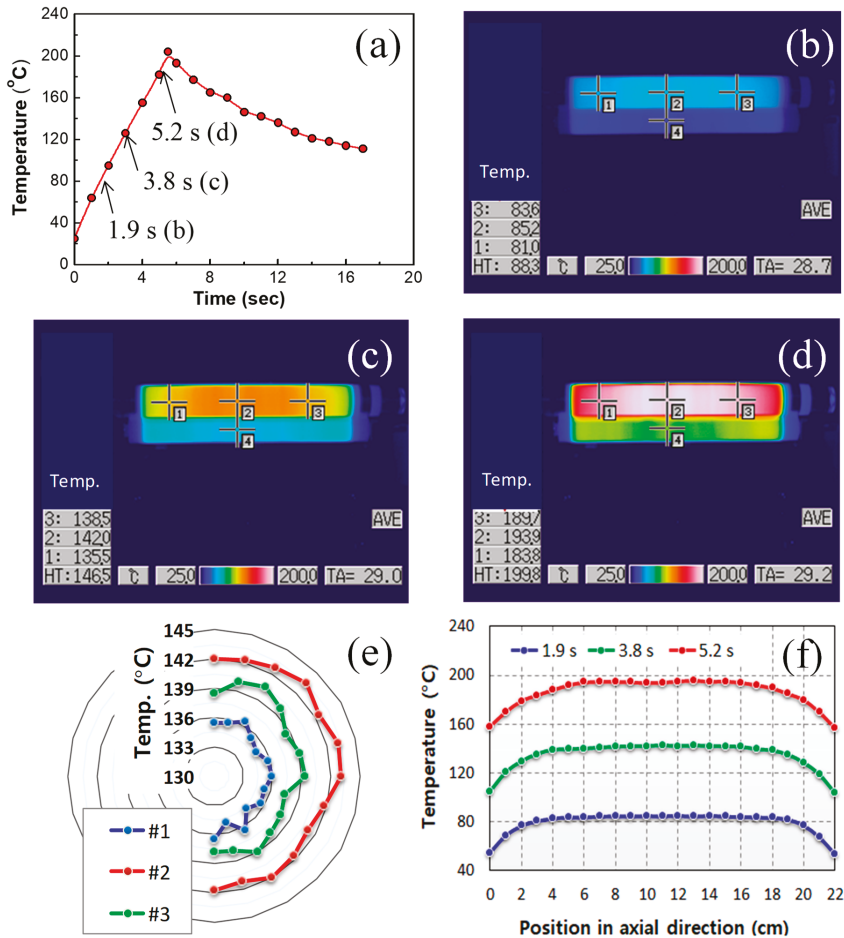 (a)
240
200
160
120
80
40
0
Temperature (°C)
5.2 s (d)
3.8 s (c)
1.9 s (b)
0 4 8 12 16 20
Time (sec)
(b)
1 2 3
4
Temp.
3: 83.6
2: 85.2
1: 81.0
HT: 88.3
AVE
℃ 25.0 200.0 TA= 28.7
(c)
1 2 3
4
Temp.
3: 138.5
2: 142.0
1: 135.5
HT: 146.5
AVE
℃ 25.0 200.0 TA= 29.0
(d)
1 2 3
4
Temp.
3: 189.7
2: 193.9
1: 183.8
HT: 199.8
AVE
℃ 25.0 200.0 TA= 29.2
(e)
145
142
139
136
133
130
Temp. (°C)
#1
#2
#3
(f)
1.9 s 3.8 s 5.2 s
240
200
160
120
80
40
Temperature (°C)
0 2 4 6 8 10 12 14 16 18 20 22
Position in axial direction (cm)